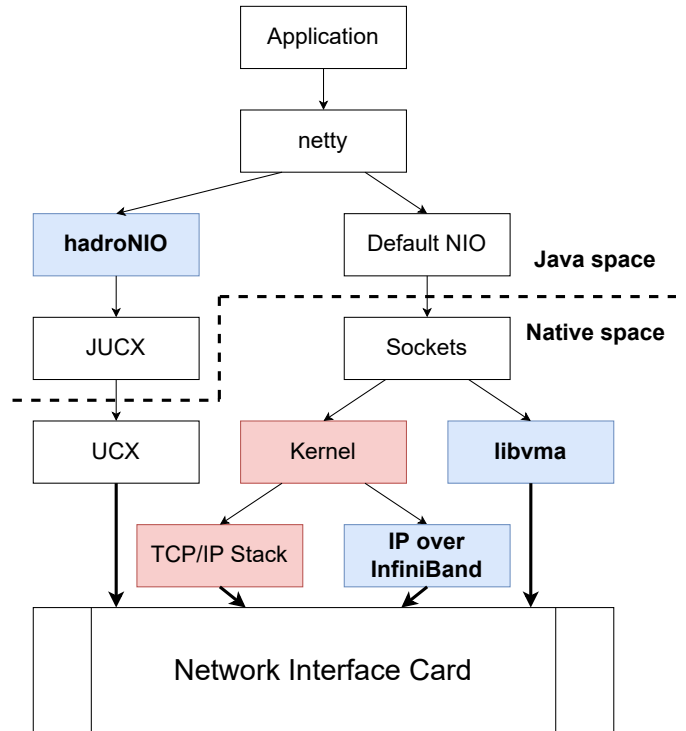 Application
netty
hadroNIO
Default NIO
Java space
JUCX
Sockets
Native space
UCX
Kernel
libvma
TCP/IP Stack
IP over
InfiniBand
Network Interface Card